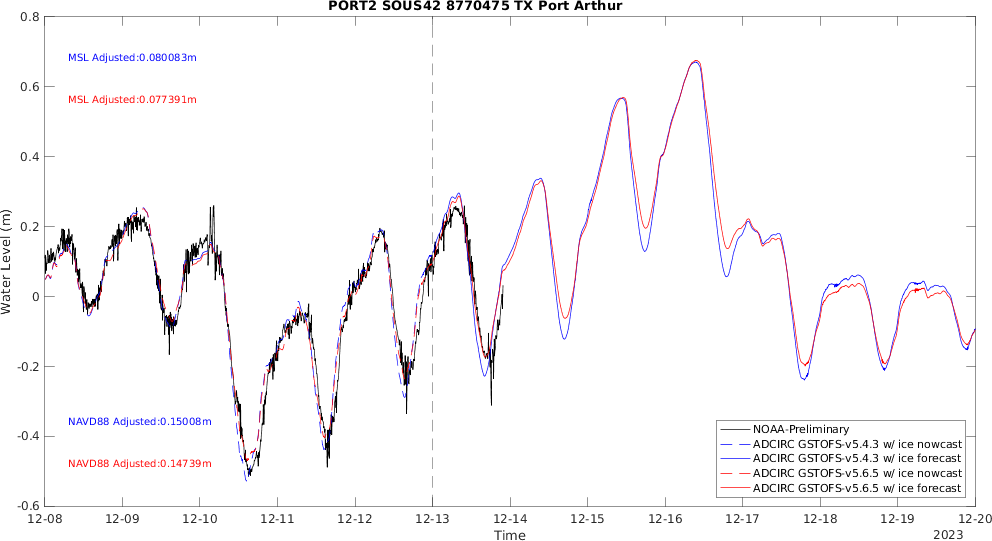 PORT2 SOUS42 8770475 TX Port Arthur
0.8
0.6
0.4
0.2
0
-0.2
-0.4
-0.6
Water Level (m)
MSL Adjusted:0.080083m
MSL Adjusted:0.077391m
NAVD88 Adjusted:0.15008m
NAVD88 Adjusted:0.14739m
NOAA-Preliminary
ADCIRC GSTOFS-v5.4.3 w/ ice nowcast
ADCIRC GSTOFS-v5.4.3 w/ ice forecast
ADCIRC GSTOFS-v5.6.5 w/ ice nowcast
ADCIRC GSTOFS-v5.6.5 w/ ice forecast
12-08 12-09 12-10 12-11 12-12 12-13 12-14 12-15 12-16 12-17 12-18 12-19 12-20
Time
2023